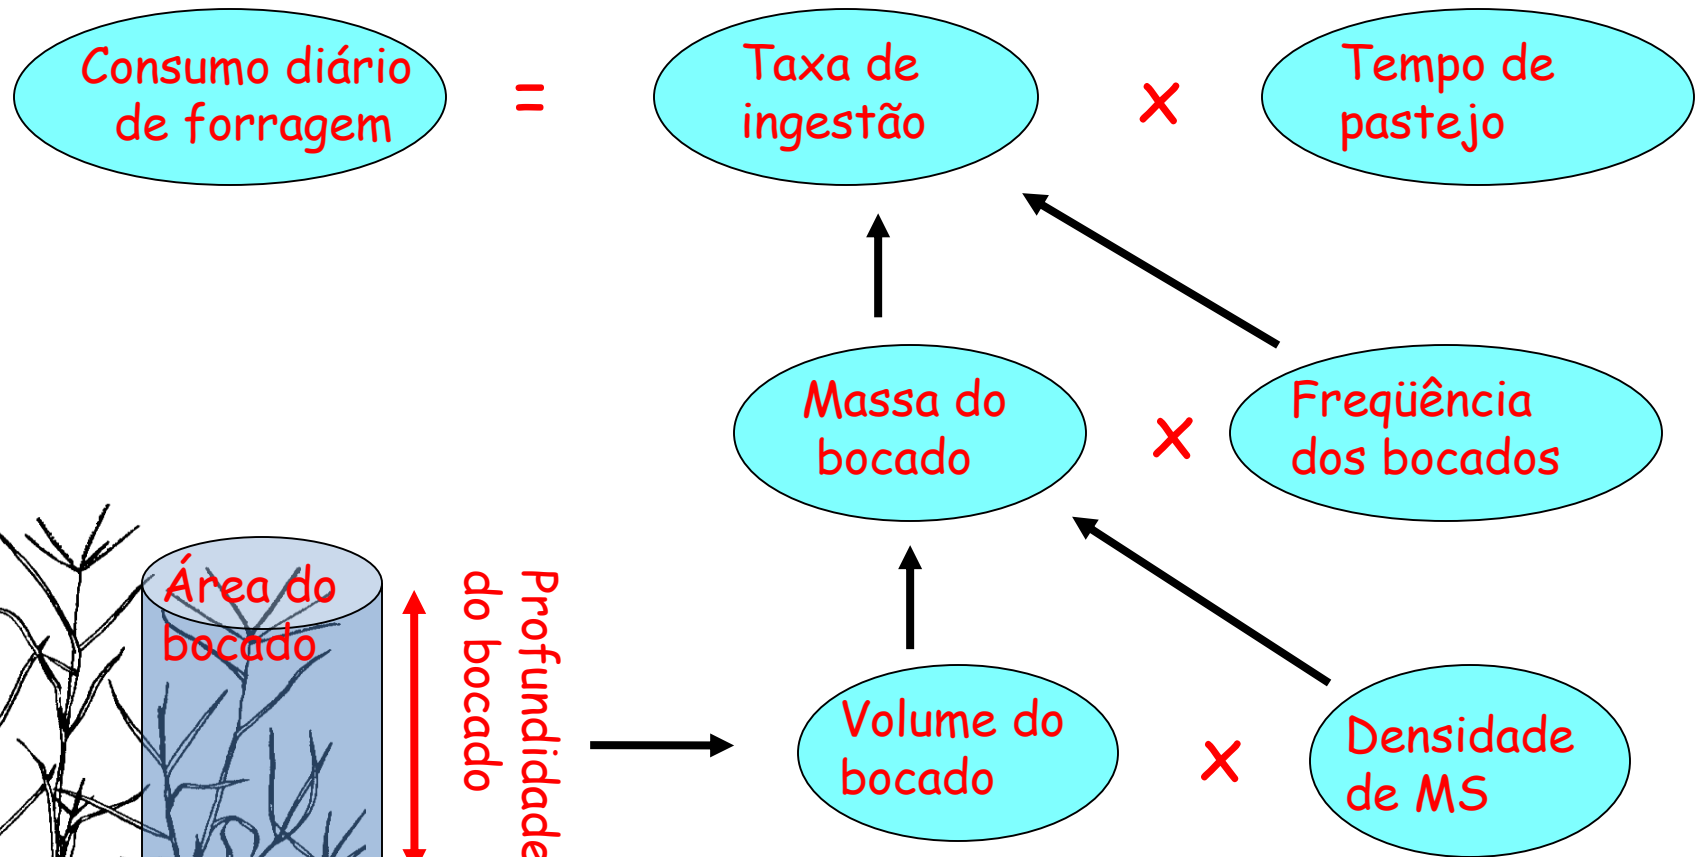 Consumo diário
de forragem
=
Taxa de
ingestão
x
Tempo de
pastejo
Massa do
bocado
x
Freqüência
dos bocados
Área do
bocado
Profundidade
do bocado
Volume do
bocado
x
Densidade
de MS